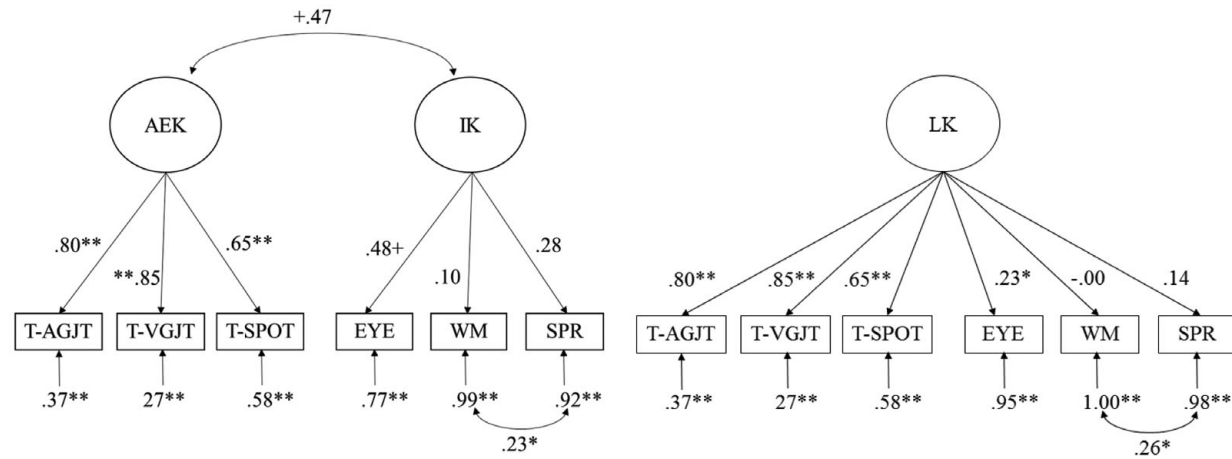 +.47
AEK IK LK
.80** **.85 .65** .48+ .10 .28 .80** .85** .65** .23* -.00 .14
T-AGJT T-VGJT T-SPOT EYE WM SPR T-AGJT T-VGJT T-SPOT EYE WM SPR
.37** 27** .58** .77** .99** .92** .37** 27** .58** .95** 1.00** .98**
.23* .26*